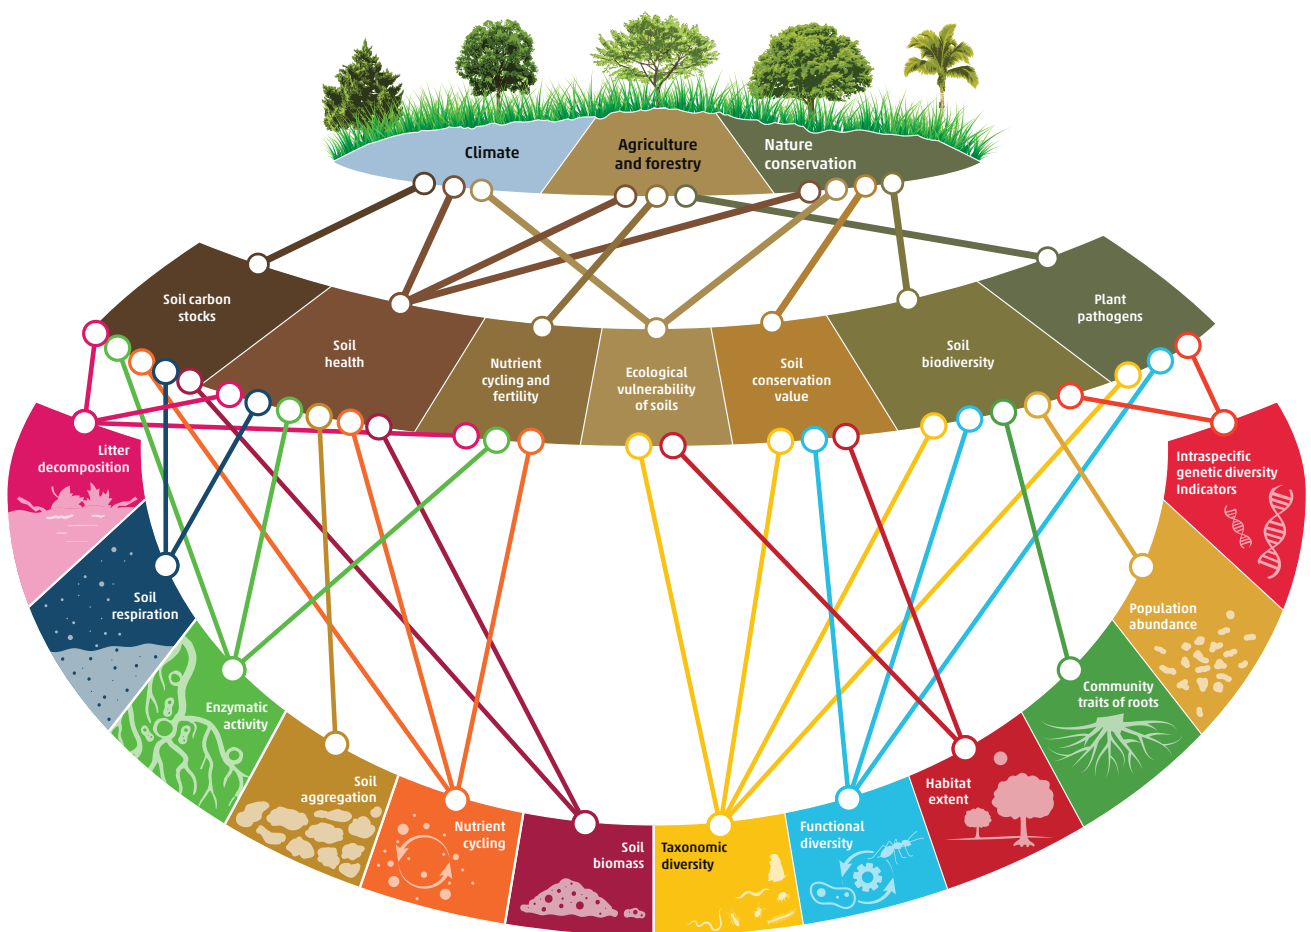 Climate
Agriculture
and forestry
Nature
conservation
Soil carbon
stocks
Soil
health
Nutrient
cycling and
fertility
Ecological
vulnerability
of soils
Soil
conservation
value
Soil
biodiversity
Plant
pathogens
Litter
decomposition
Soil
respiration
Enzymatic
activity
Soil
aggregation
Nutrient
cycling
Soil
biomass
Taxonomic
diversity
Functional
diversity
Habitat
extent
Community
traits of roots
Population
abundance
Intraspecific
genetic diversity
Indicators